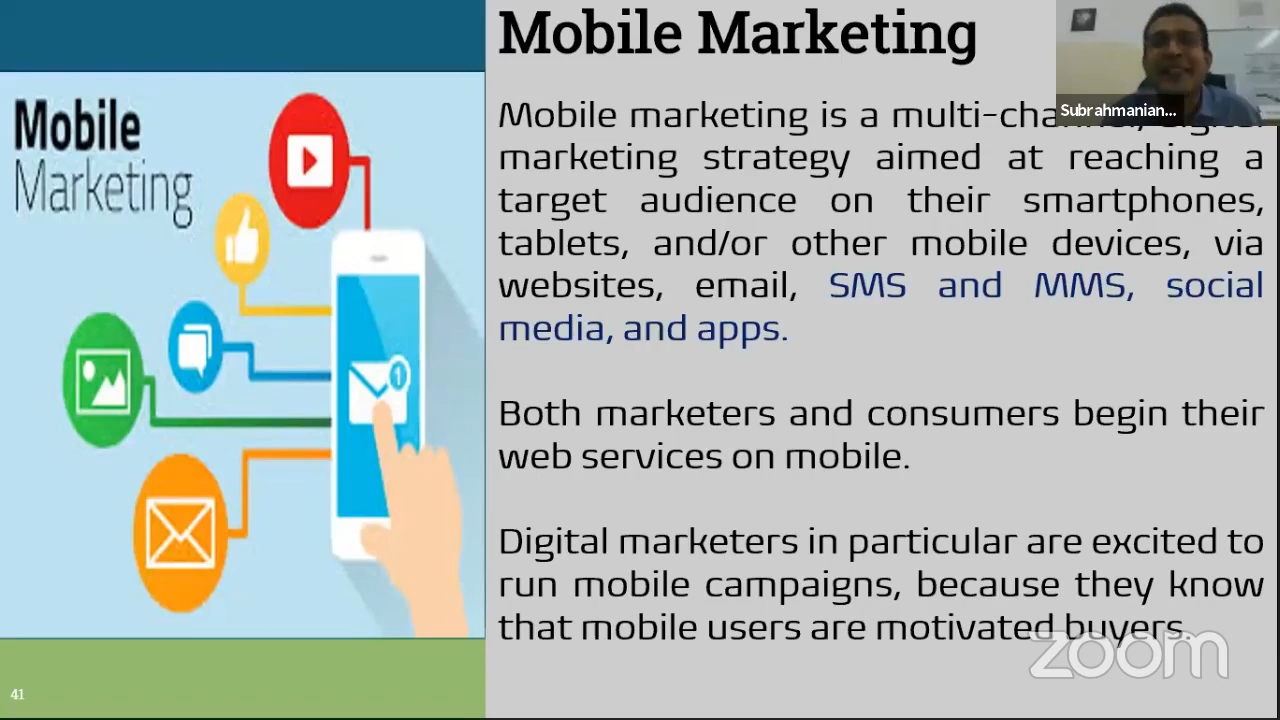 Mobile Marketing
Subrahmanian...
Mobile marketing is a multi-channel, digital
marketing strategy aimed at reaching a
target audience on their smartphones,
tablets, and/or other mobile devices, via
websites, email, SMS and MMS, social
media, and apps.
Both marketers and consumers begin their
web services on mobile.
Digital marketers in particular are excited to
run mobile campaigns, because they know
that mobile users are motivated buyers.
Mobile
Marketing
1
41
zoom